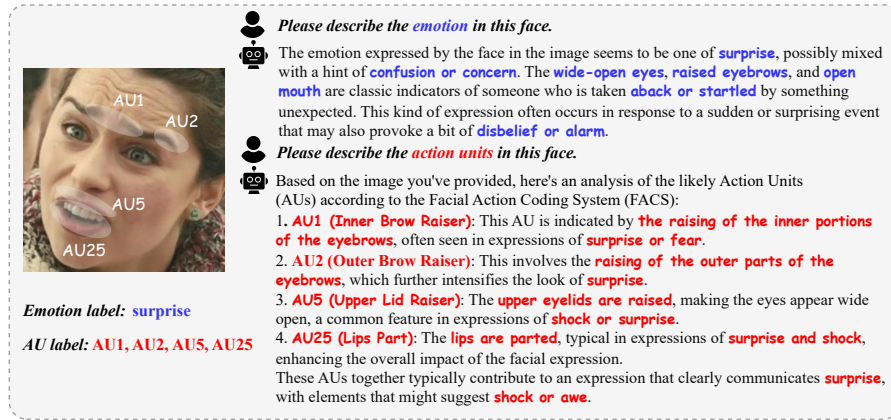 Please describe the emotion in this face.
The emotion expressed by the face in the image seems to be one of surprise, possibly mixed
with a hint of confusion or concern. The wide-open eyes, raised eyebrows, and open
mouth are classic indicators of someone who is taken aback or startled by something
unexpected. This kind of expression often occurs in response to a sudden or surprising event
that may also provoke a bit of disbelief or alarm.
Please describe the action units in this face.
Based on the image you've provided, here's an analysis of the likely Action Units
(AUs) according to the Facial Action Coding System (FACS):
1. AU1 (Inner Brow Raiser): This AU is indicated by the raising of the inner portions
of the eyebrows, often seen in expressions of surprise or fear.
2. AU2 (Outer Brow Raiser): This involves the raising of the outer parts of the
eyebrows, which further intensifies the look of surprise.
3. AU5 (Upper Lid Raiser): The upper eyelids are raised, making the eyes appear wide
open, a common feature in expressions of shock or surprise.
4. AU25 (Lips Part): The lips are parted, typical in expressions of surprise and shock,
enhancing the overall impact of the facial expression.
These AUs together typically contribute to an expression that clearly communicates surprise,
with elements that might suggest shock or awe.
AU1
AU2
AU5
AU25
Emotion label: surprise
AU label: AU1, AU2, AU5, AU25